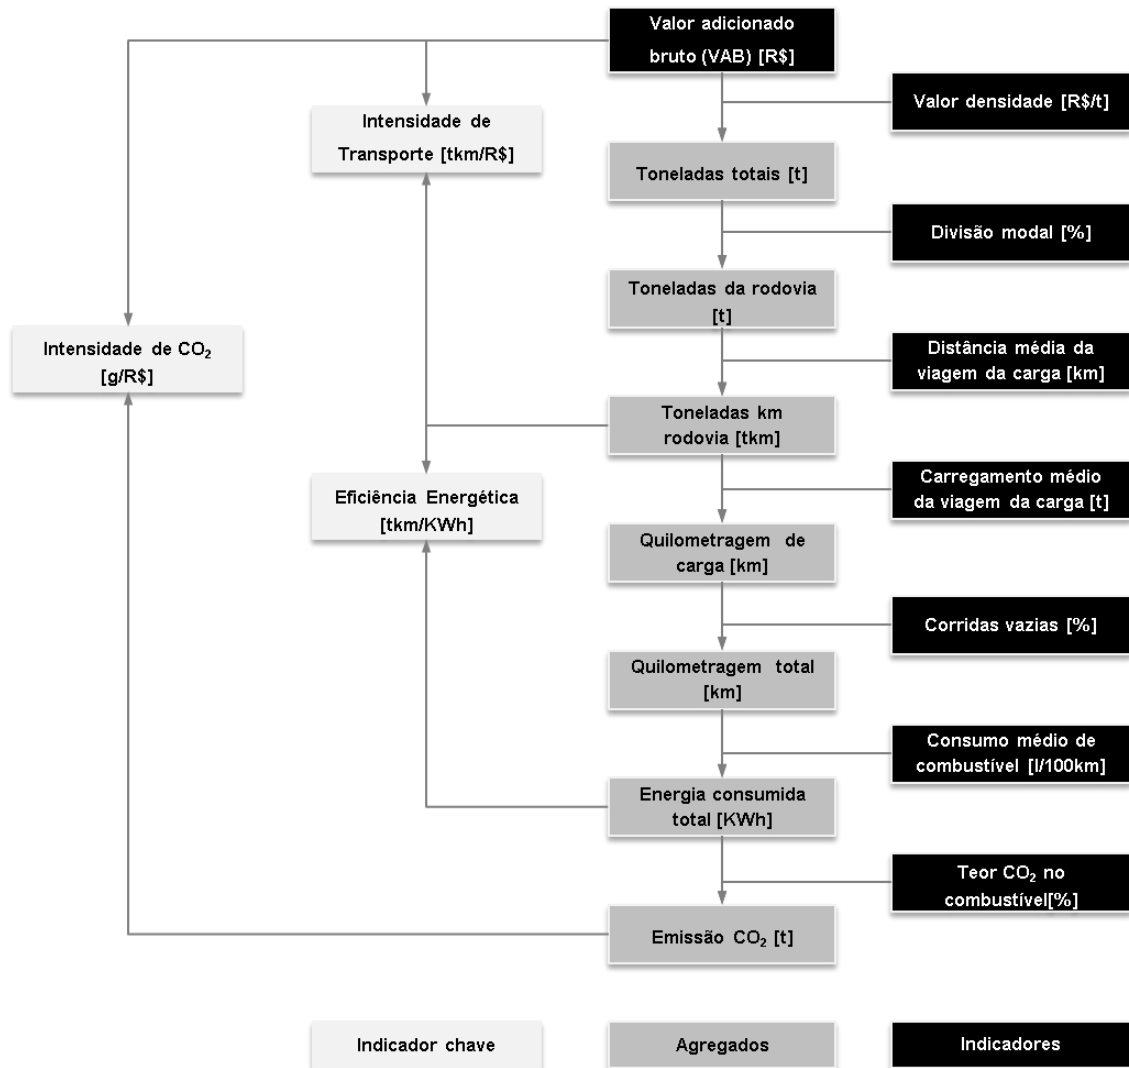 Valor adicionado
bruto (VAB) [R$]
Valor densidade [R$/t]
Intensidade de
Transporte [tkm/R$]
Toneladas totais [t]
Divisão modal [%]
Toneladas da rodovia
[t]
Intensidade de CO₂
[g/R$]
Distância média da
viagem da carga [km]
Toneladas km
rodovia [tkm]
Eficiência Energética
[tkm/KWh]
Carregamento médio
da viagem da carga [t]
Quilometragem de
carga [km]
Corridas vazias [%]
Quilometragem total
[km]
Consumo médio de
combustível [l/100km]
Energia consumida
total [KWh]
Teor CO₂ no
combustível[%]
Emissão CO₂ [t]
Indicador chave
Agregados
Indicadores